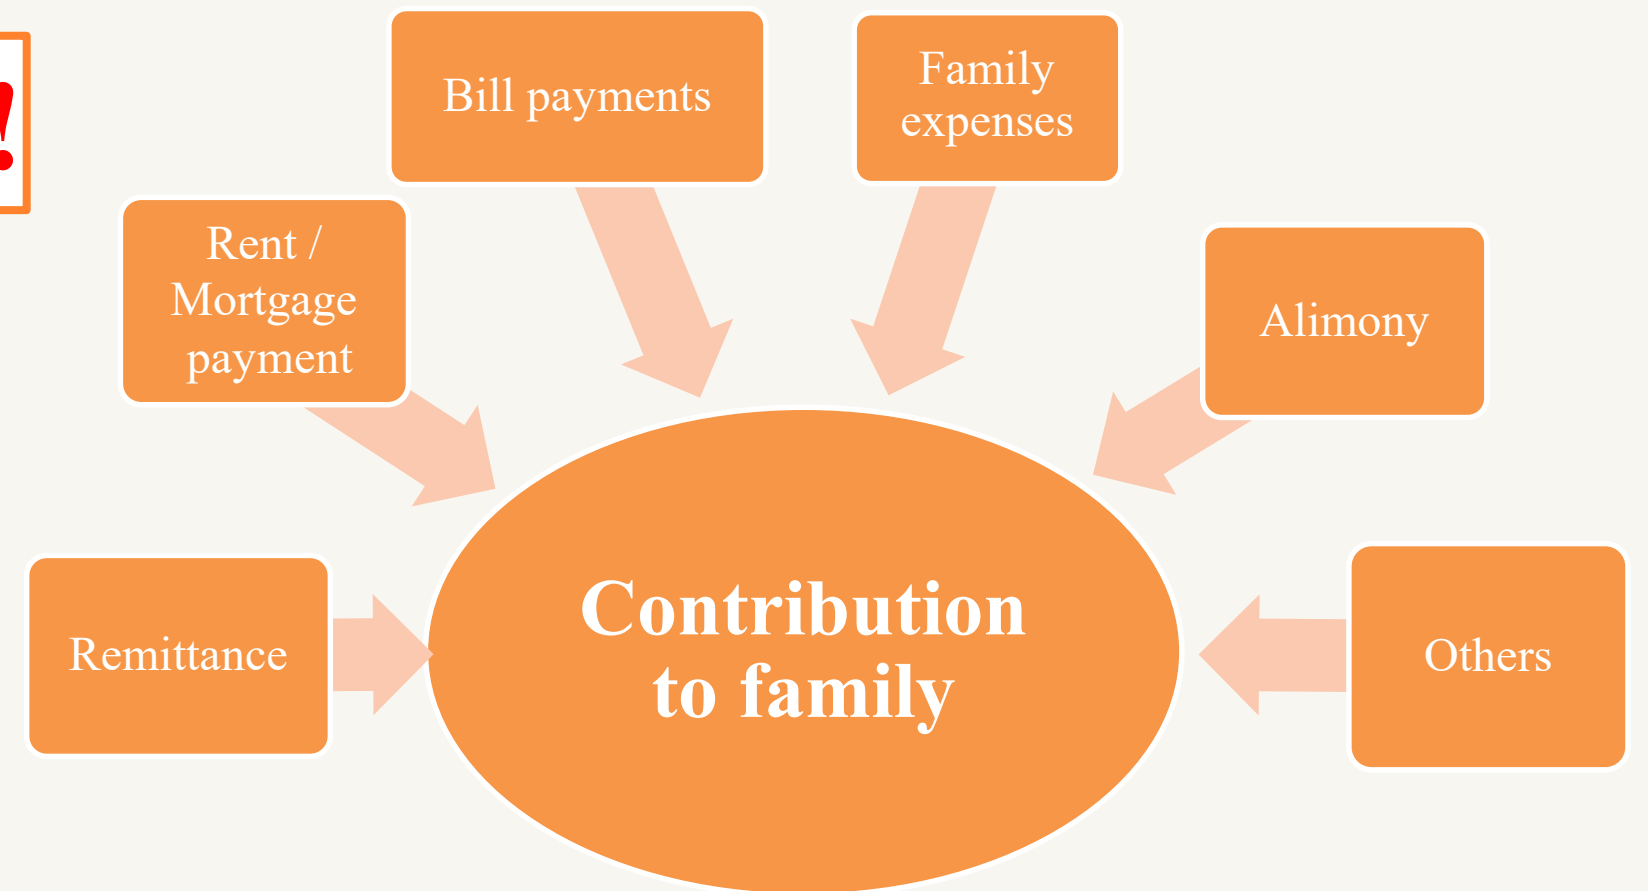 !
Bill payments
Family
expenses
Rent /
Mortgage
payment
Alimony
Contribution
to family
Remittance
Others